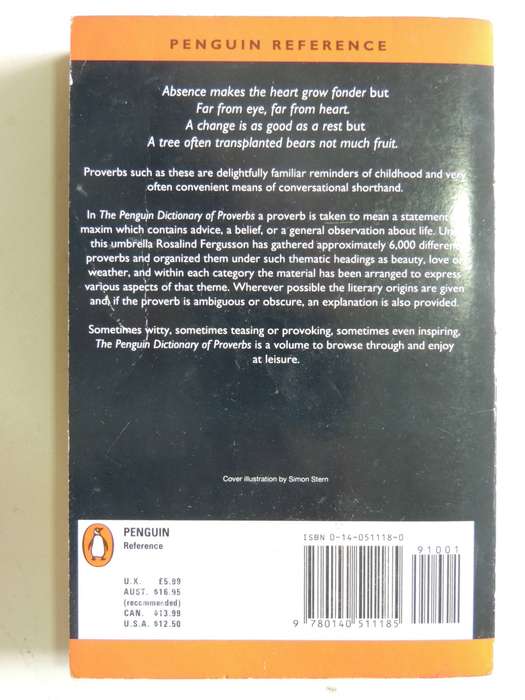 PENGUIN REFERENCE
Absence makes the heart grow fonder but
Far from eye, far from heart.
A change is as good as a rest but
A tree often transplanted bears not much fruit.
Proverbs such as these are delightfully familiar reminders of childhood and very
often convenient means of conversational shorthand.
In The Penguin Dictionary of Proverbs a proverb is taken to mean a statement
maxim which contains advice, a belief, or a general observation about life.
this umbrella Rosalind Fergusson has gathered approximately 6,000 different
proverbs and organized them under such thematic headings as beauty, love or
weather, and within each category the material has been arranged to express
various aspects of that theme. Wherever possible the literary origins are given
and, if the proverb is ambiguous or obscure, an explanation is also provided.
Sometimes witty, sometimes teasing or provoking, sometimes even inspiring,
The Penguin Dictionary of Proverbs is a volume to browse through and enjoy
at leisure.
Cover illustration by Simon Stern
PENGUIN
Reference
U.K. £5.99
AUST. $16.95
(recommended)
CAN. $13.99
U.S.A. $12.50
ISBN 0-14-051118-0
91001
9 780140 511185